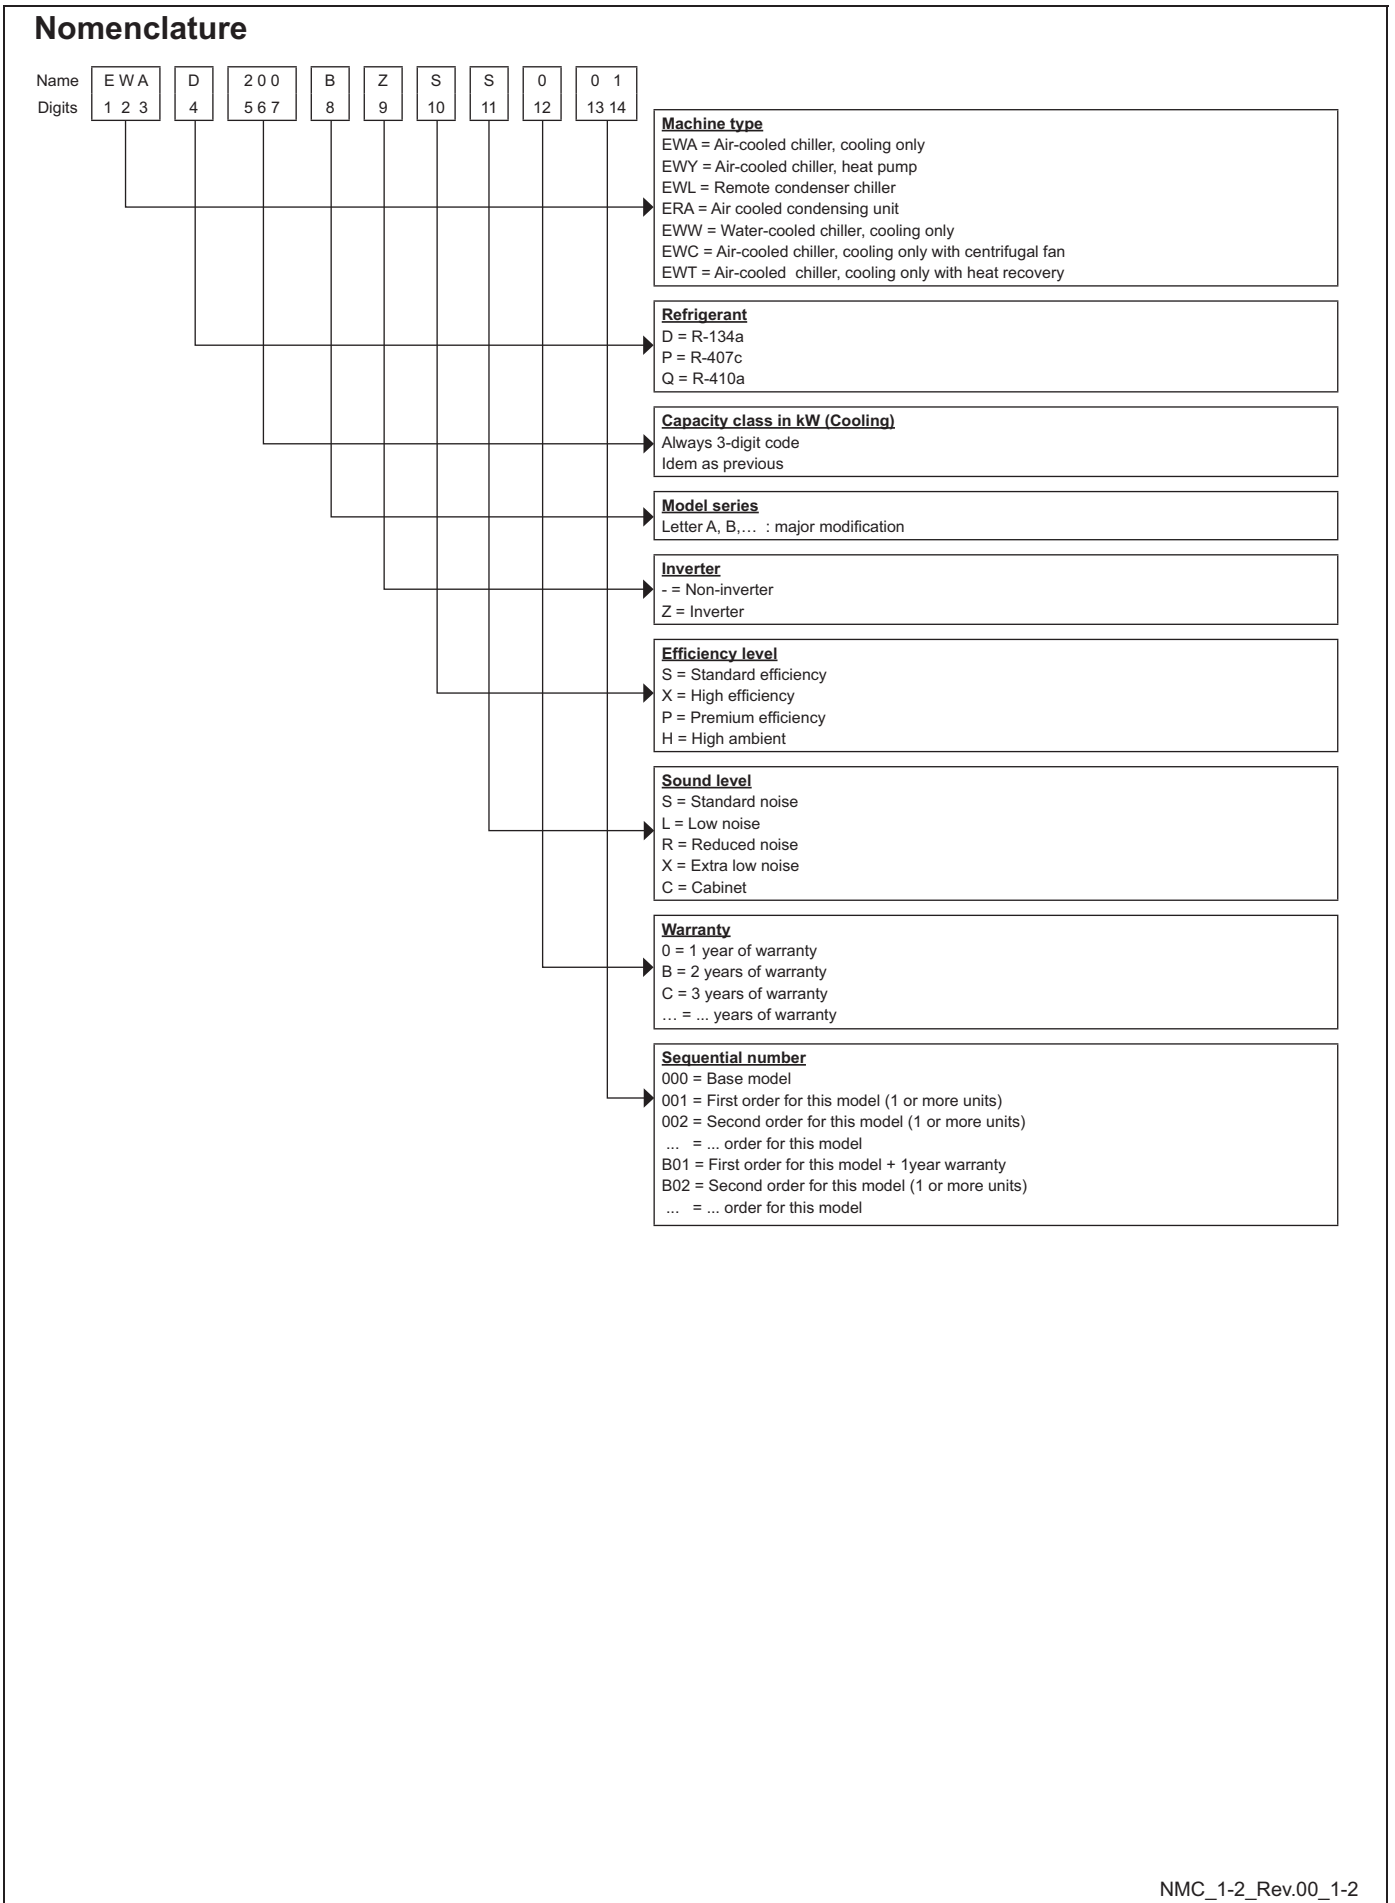 Nomenclature
Name E W A D 2 0 0 B Z S S 0 0 1
Digits 1 2 3 4 5 6 7 8 9 10 11 12 13 14
Machine type
EWA = Air-cooled chiller, cooling only
EWY = Air-cooled chiller, heat pump
EWL = Remote condenser chiller
ERA = Air cooled condensing unit
EWW = Water-cooled chiller, cooling only
EWC = Air-cooled chiller, cooling only with centrifugal fan
EWT = Air-cooled chiller, cooling only with heat recovery
Refrigerant
D = R-134a
P = R-407c
Q = R-410a
Capacity class in kW (Cooling)
Always 3-digit code
Idem as previous
Model series
Letter A, B,… : major modification
Inverter
- = Non-inverter
Z = Inverter
Efficiency level
S = Standard efficiency
X = High efficiency
P = Premium efficiency
H = High ambient
Sound level
S = Standard noise
L = Low noise
R = Reduced noise
X = Extra low noise
C = Cabinet
Warranty
0 = 1 year of warranty
B = 2 years of warranty
C = 3 years of warranty
… = ... years of warranty
Sequential number
000 = Base model
001 = First order for this model (1 or more units)
002 = Second order for this model (1 or more units)
... = ... order for this model
B01 = First order for this model + 1year warranty
B02 = Second order for this model (1 or more units)
... = ... order for this model
NMC_1-2_Rev.00_1-2